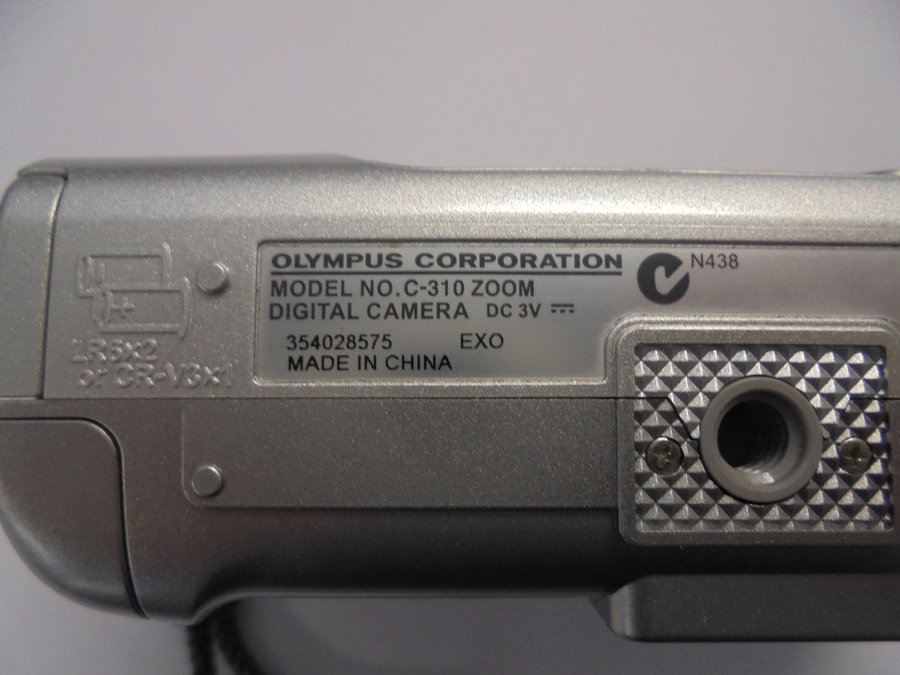 OLYMPUS CORPORATION
N438
MODEL NO. C-310 ZOOM
DIGITAL CAMERA DC 3V
354028575 EXO
MADE IN CHINA
LR6x2
or CR-V3x1